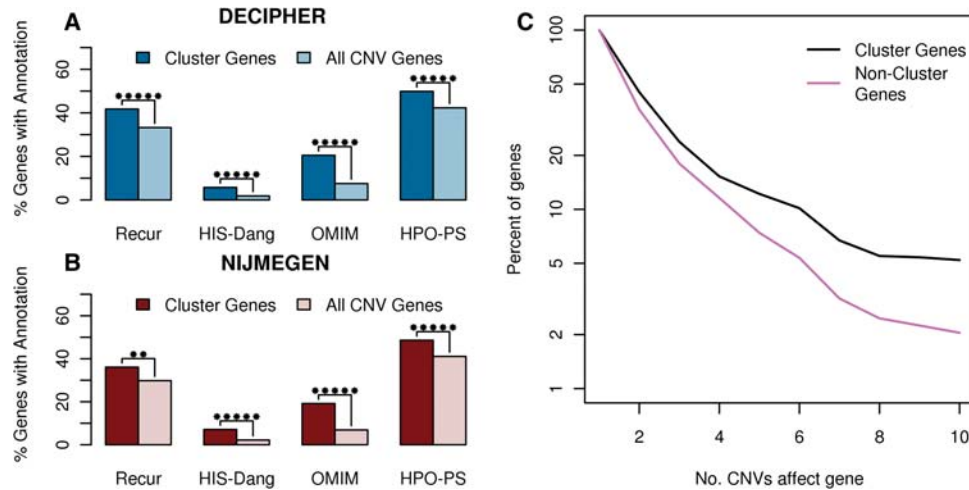 A
DECIPHER
Cluster Genes
All CNV Genes
% Genes with Annotation
0
20
40
60
*****
*****
*****
*****
Recur
HIS-Dang
OMIM
HPO-PS
B
NIJMEGEN
Cluster Genes
All CNV Genes
% Genes with Annotation
0
20
40
60
**
*****
*****
*****
Recur
HIS-Dang
OMIM
HPO-PS
C
Cluster Genes
Non-Cluster
Genes
Percent of genes
100
50
20
10
5
2
1
2
4
6
8
10
No. CNVs affect gene